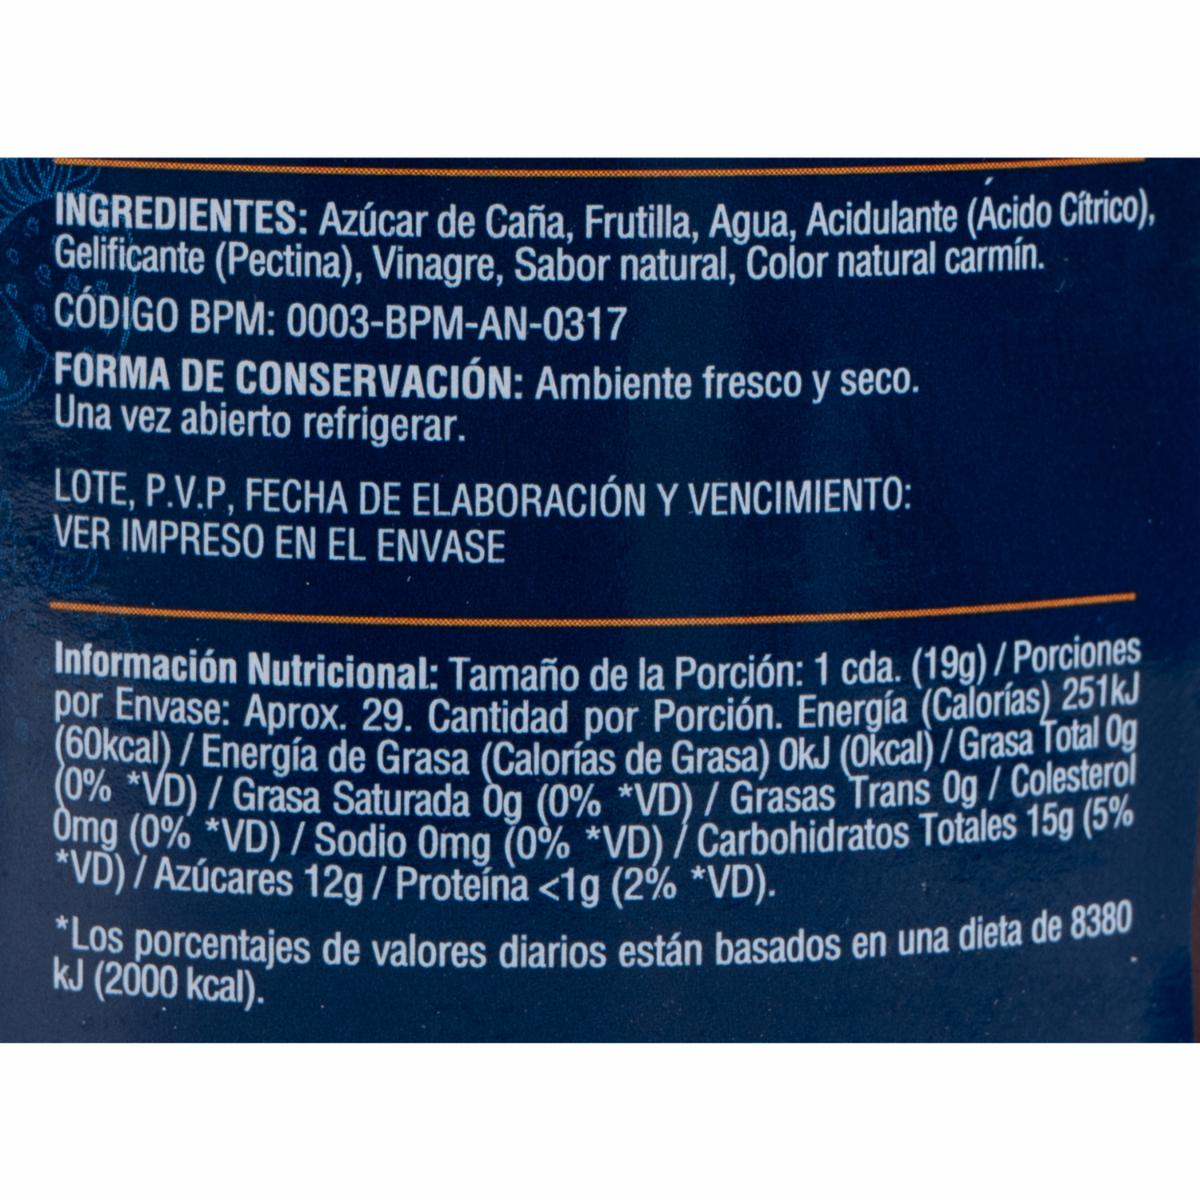 INGREDIENTES: Azúcar de Caña, Frutilla, Agua, Acidulante (Ácido Cítrico),
Gelificante (Pectina), Vinagre, Sabor natural, Color natural carmín.
CÓDIGO BPM: 0003-BPM-AN-0317
FORMA DE CONSERVACIÓN: Ambiente fresco y seco.
Una vez abierto refrigerar.
LOTE, P.V.P, FECHA DE ELABORACIÓN Y VENCIMIENTO:
VER IMPRESO EN EL ENVASE
Información Nutricional: Tamaño de la Porción: 1 cda. (19g) / Porciones
por Envase: Aprox. 29. Cantidad por Porción. Energía (Calorías) 251kJ
(60kcal) / Energía de Grasa (Calorías de Grasa) 0kJ (0kcal) / Grasa Total 0g
(0% *VD) / Grasa Saturada 0g (0% *VD) / Grasas Trans 0g / Colesterol
0mg (0% *VD) / Sodio 0mg (0% *VD) / Carbohidratos Totales 15g (5%
*VD) / Azúcares 12g / Proteína <1g (2% *VD).
*Los porcentajes de valores diarios están basados en una dieta de 8380
kJ (2000 kcal).